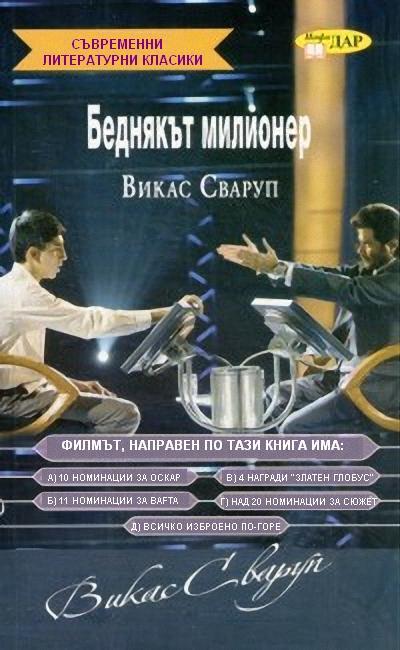 СЪВРЕМЕННИ
ЛИТЕРАТУРНИ КЛАСИКИ
ДАР
Беднякът милионер
Викас Сваруп
ФИЛМЪТ, НАПРАВЕН ПО ТАЗИ КНИГА ИМА:
А) 10 НОМИНАЦИИ ЗА ОСКАР
В) 4 НАГРАДИ "ЗЛАТЕН ГЛОБУС"
Б) 11 НОМИНАЦИИ ЗА BAFTA
Г) НАД 20 НОМИНАЦИИ ЗА СЮЖЕТ
Д) ВСИЧКО ИЗБРОЕНО ПО-ГОРЕ
Викас Сваруп